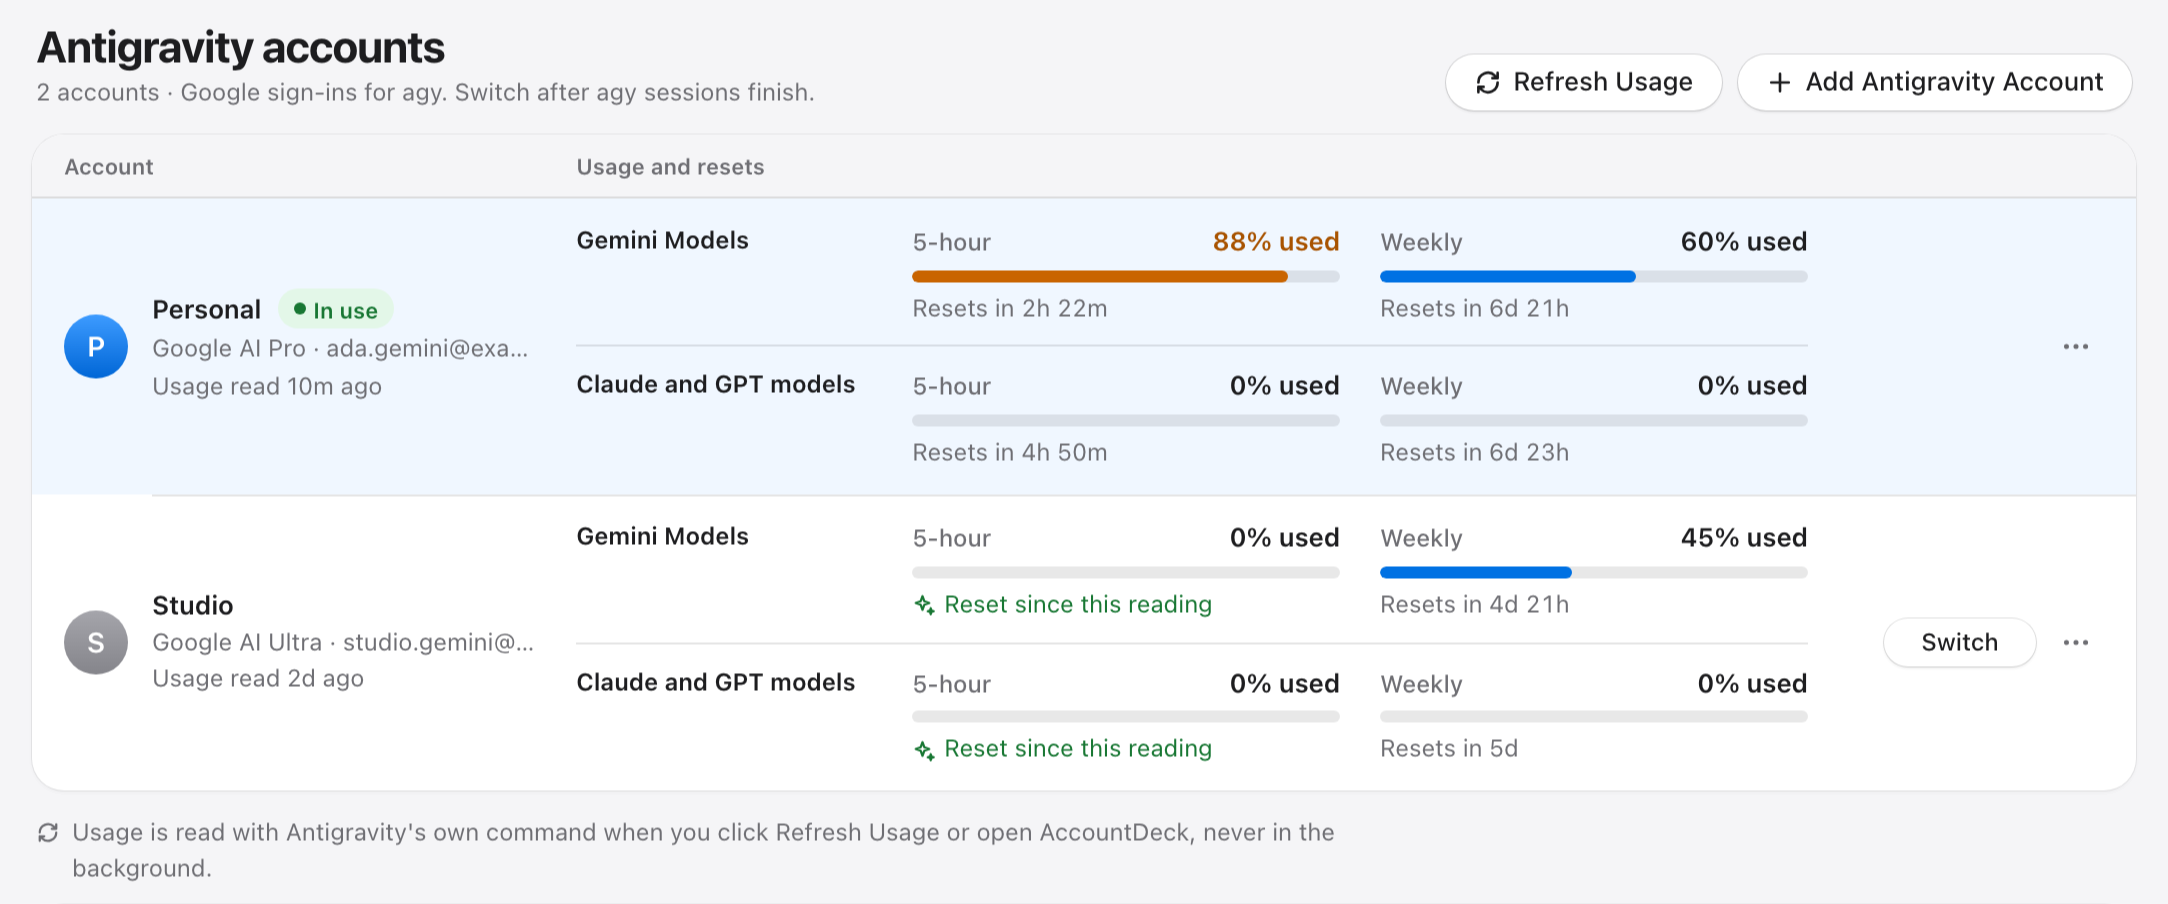 Antigravity accounts
2 accounts · Google sign-ins for agy. Switch after agy sessions finish.
Refresh Usage
+ Add Antigravity Account
Account
Usage and resets
P
Personal
In use
Google AI Pro · ada.gemini@exa...
Usage read 10m ago
Gemini Models
5-hour
88% used
Resets in 2h 22m
Weekly
60% used
Resets in 6d 21h
Claude and GPT models
5-hour
0% used
Resets in 4h 50m
Weekly
0% used
Resets in 6d 23h
S
Studio
Google AI Ultra · studio.gemini@...
Usage read 2d ago
Gemini Models
5-hour
0% used
Reset since this reading
Weekly
45% used
Resets in 4d 21h
Claude and GPT models
5-hour
0% used
Reset since this reading
Weekly
0% used
Resets in 5d
Switch
Usage is read with Antigravity's own command when you click Refresh Usage or open AccountDeck, never in the
background.